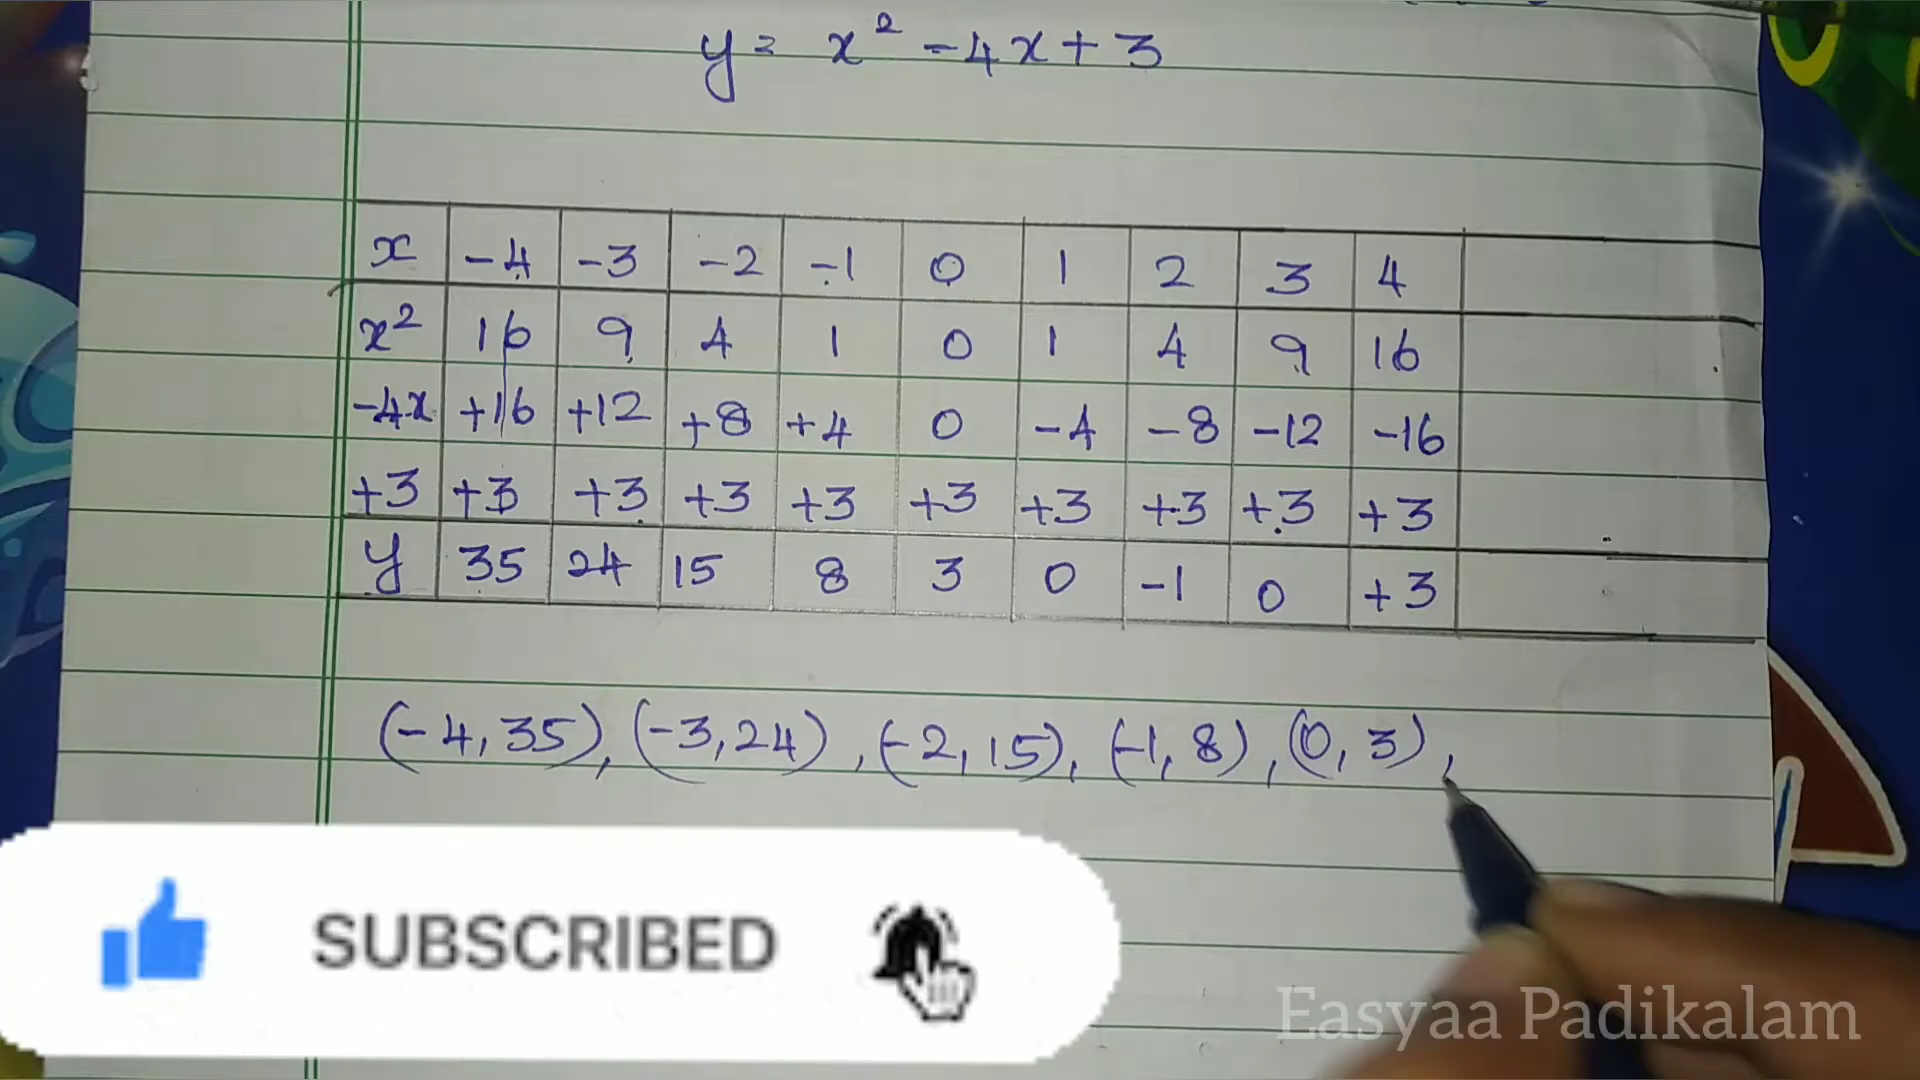 y = x² - 4x + 3
x -4 -3 -2 -1 0 1 2 3 4
x² 16 9 4 1 0 1 4 9 16
-4x +16 +12 +8 +4 0 -4 -8 -12 -16
+3 +3 +3 +3 +3 +3 +3 +3 +3 +3
y 35 24 15 8 3 0 -1 0 +3
(-4, 35), (-3, 24), (-2, 15), (-1, 8), (0, 3),
SUBSCRIBED
Easyaa Padikalam